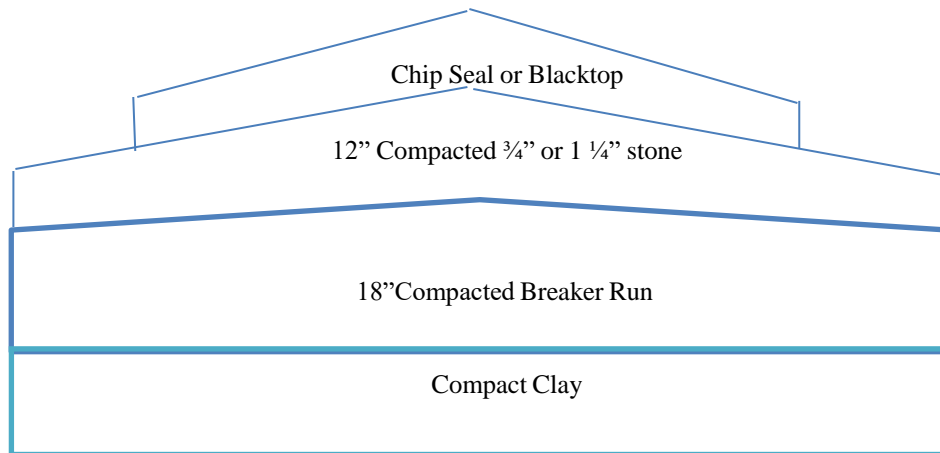 Chip Seal or Blacktop
12” Compacted ¾” or 1 ¼” stone
18”Compacted Breaker Run
Compact Clay